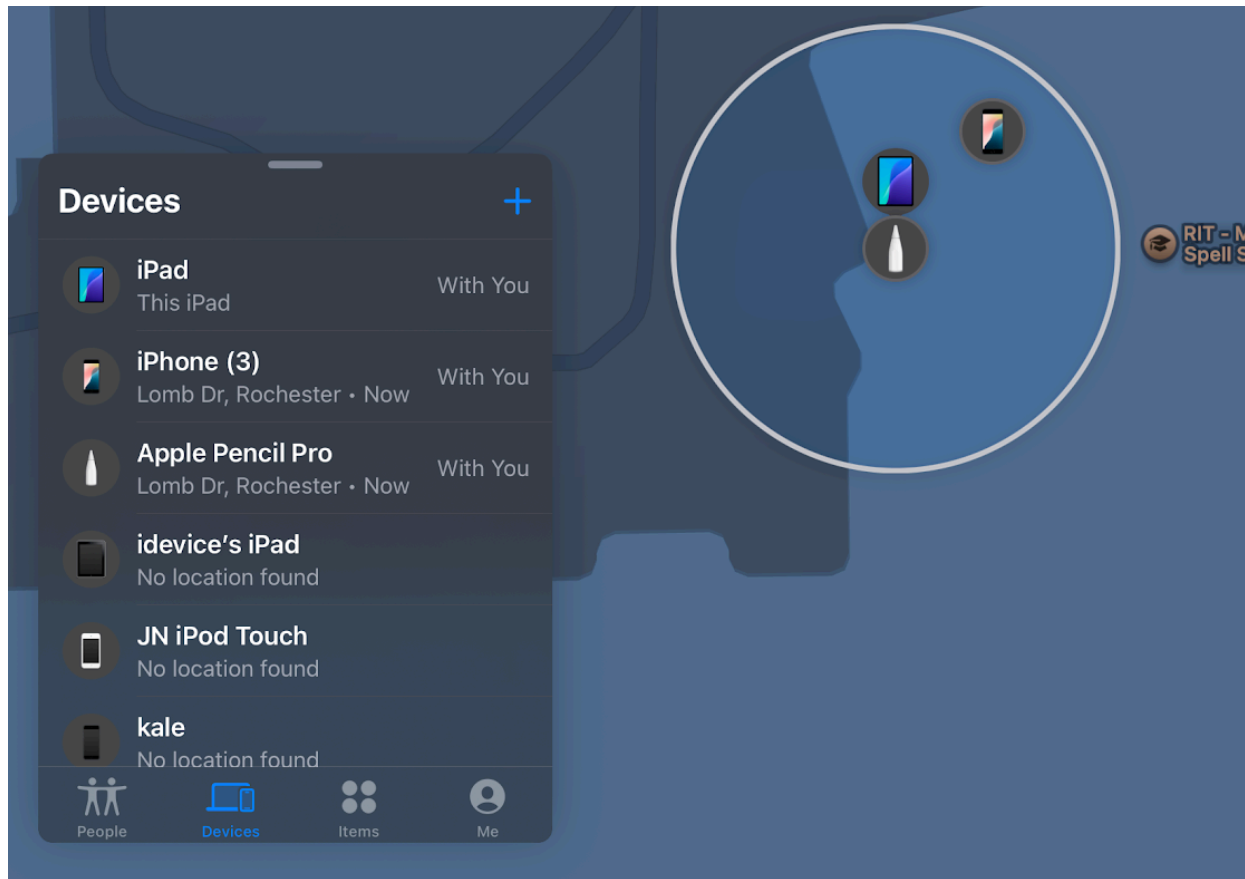 Devices
iPad
This iPad
With You
iPhone (3)
Lomb Dr, Rochester • Now
With You
Apple Pencil Pro
Lomb Dr, Rochester • Now
With You
idevice’s iPad
No location found
JN iPod Touch
No location found
kale
No location found
People
Devices
Items
Me
RIT -
Spell